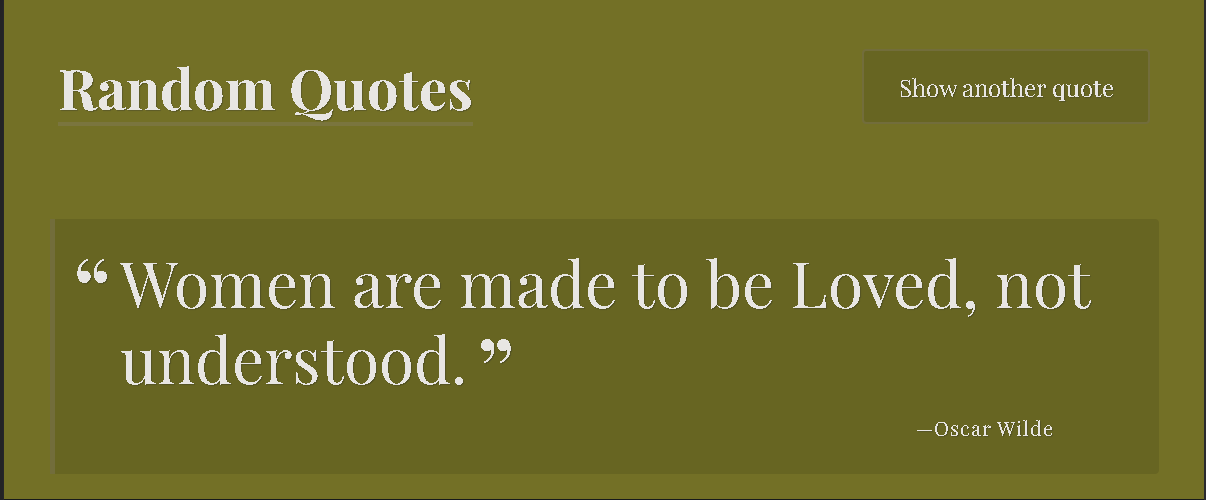 Random Quotes
Show another quote
“ Women are made to be Loved, not
understood. ”
—Oscar Wilde